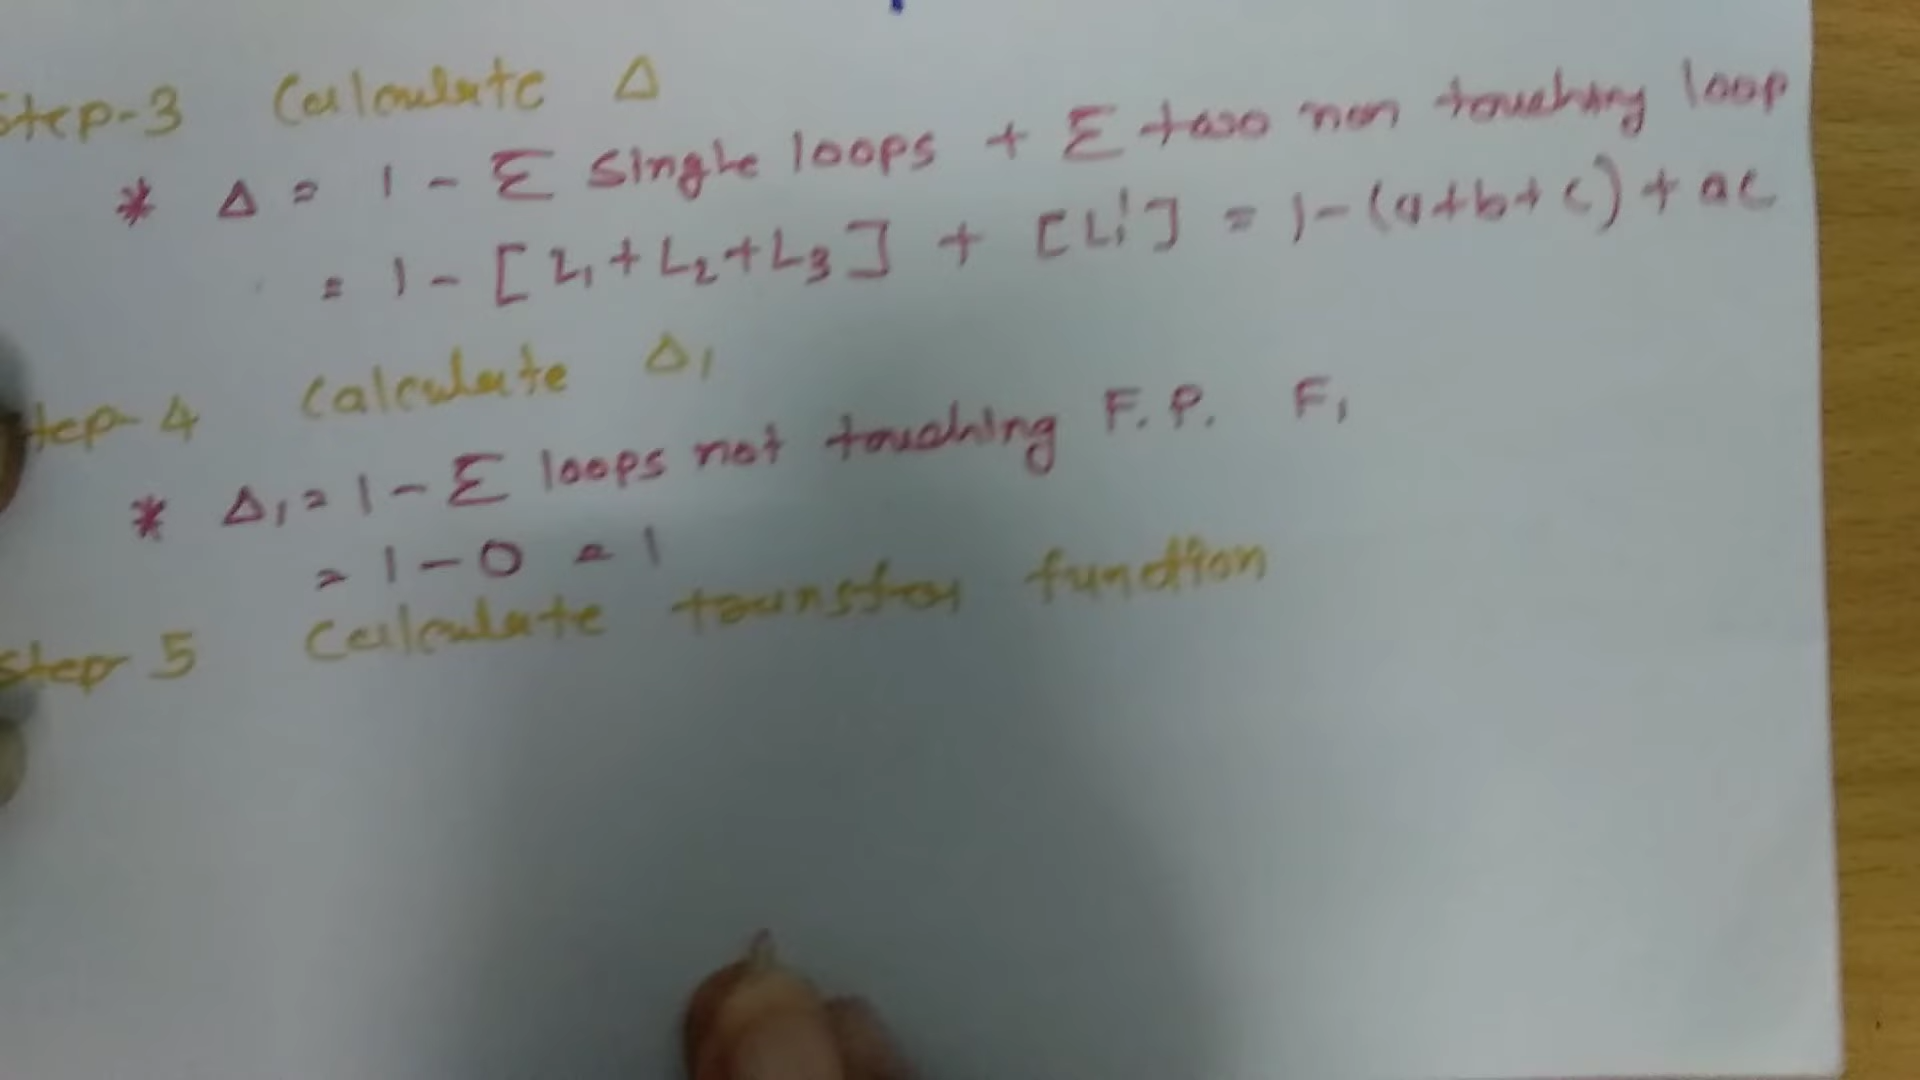 Step-3 Calculate Δ
* Δ = 1 - Σ single loops + Σ two non touching loop
= 1 - [L₁ + L₂ + L₃] + [L₁'] = 1 - (a+b+c) + ac
Step-4 Calculate Δ₁
* Δ₁ = 1 - Σ loops not touching F.P. F₁
= 1 - 0 = 1
Step 5 Calculate transfer function